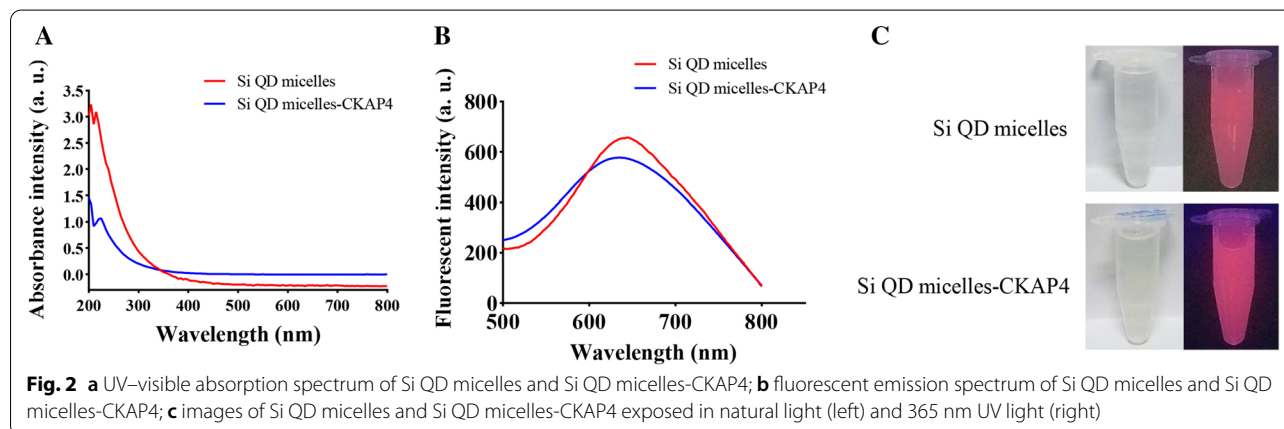 A
Si QD micelles
Si QD micelles-CKAP4
Absorbance intensity (a. u.)
3.5
3.0
2.5
2.0
1.5
1.0
0.5
0.0
200 300 400 500 600 700 800
Wavelength (nm)
B
Si QD micelles
Si QD micelles-CKAP4
Fluorescent intensity (a. u.)
800
600
400
200
0
500 600 700 800
Wavelength (nm)
C
Si QD micelles
Si QD micelles-CKAP4
Fig. 2 a UV–visible absorption spectrum of Si QD micelles and Si QD micelles-CKAP4; b fluorescent emission spectrum of Si QD micelles and Si QD
micelles-CKAP4; c images of Si QD micelles and Si QD micelles-CKAP4 exposed in natural light (left) and 365 nm UV light (right)